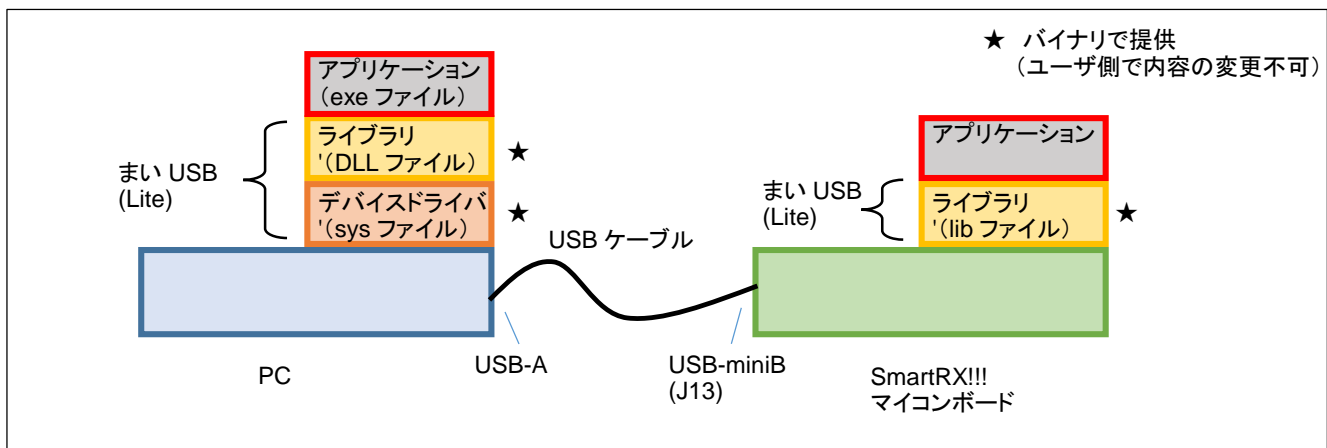 ★ バイナリで提供
（ユーザ側で内容の変更不可）
アプリケーション
（exe ファイル）
まい USB
(Lite)
ライブラリ
'（DLL ファイル）
★
デバイスドライバ
'（sys ファイル）
★
アプリケーション
まい USB
(Lite)
ライブラリ
'（lib ファイル）
★
USB ケーブル
PC
USB-A
USB-miniB
(J13)
SmartRX!!!
マイコンボード